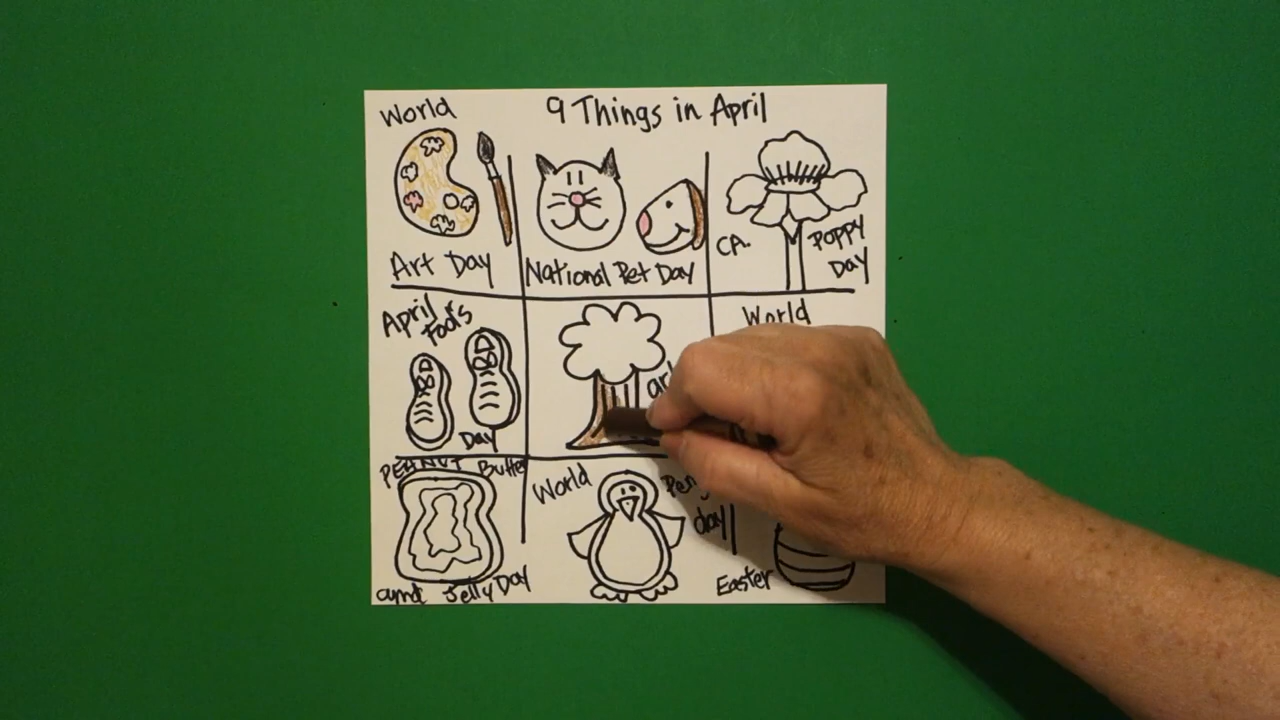 9 Things in April
World
Art Day
National Pet Day
CA. POPPY
DAY
April
Fool's
Day
World
PEANUT Butter
and Jelly Day
World
day
Easter